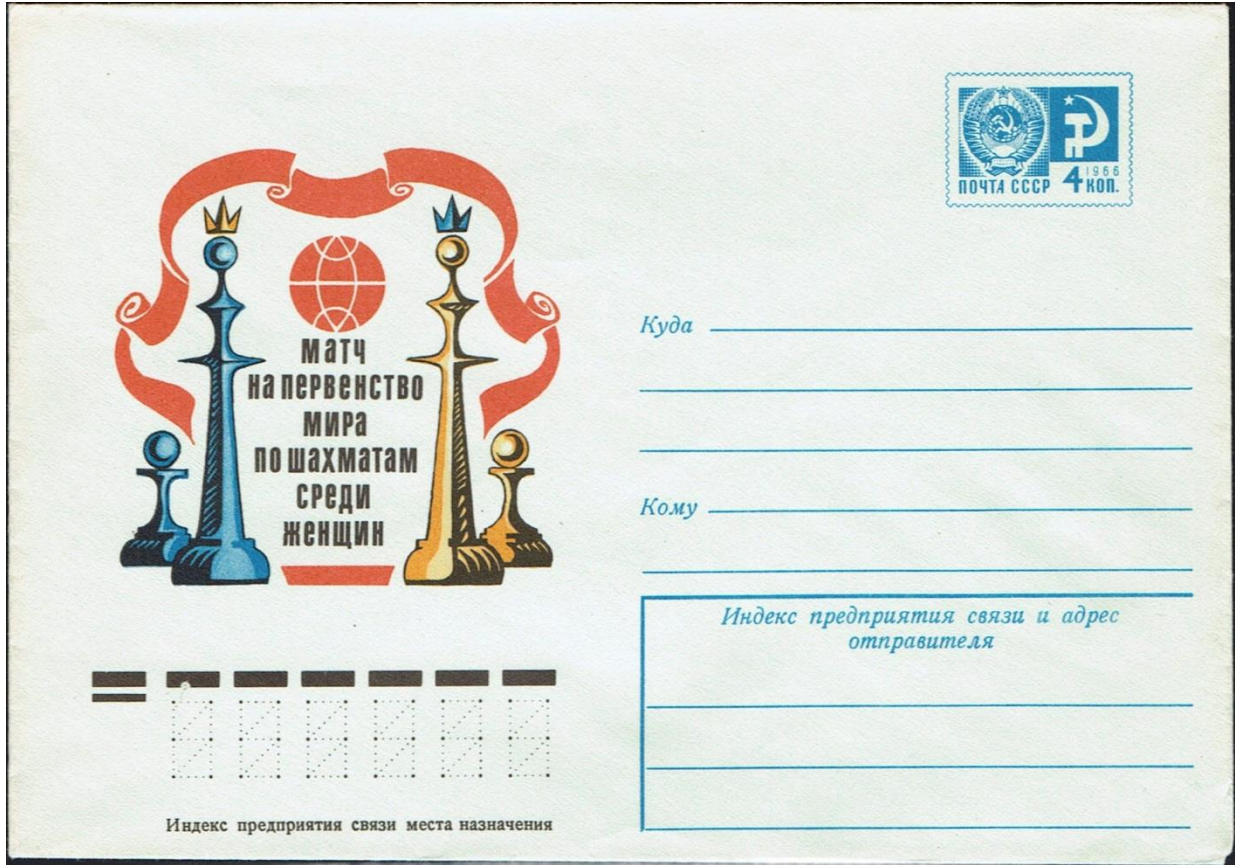 ПОЧТА СССР
1966
4 КОП.
МАТЧ
НА ПЕРВЕНСТВО
МИРА
ПО ШАХМАТАМ
СРЕДИ
ЖЕНЩИН
Куда
Кому
Индекс предприятия связи и адрес
отправителя
Индекс предприятия связи места назначения